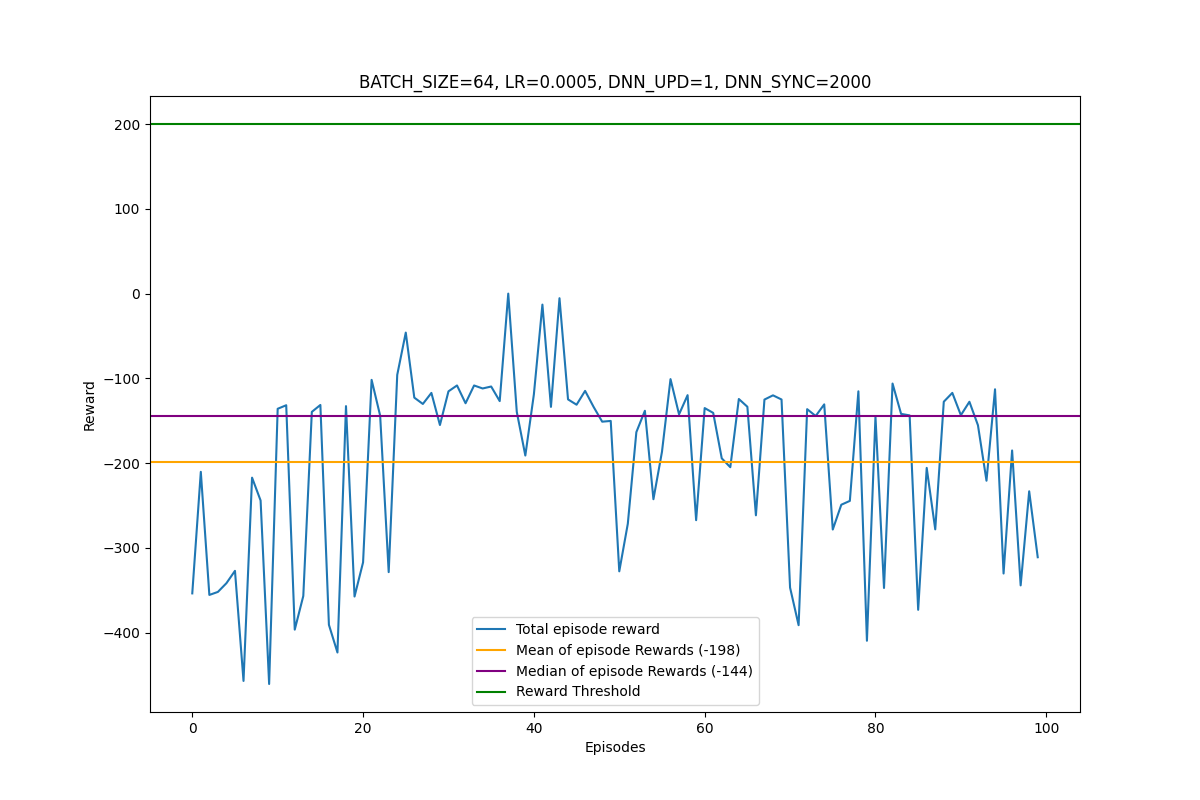 BATCH_SIZE=64, LR=0.0005, DNN_UPD=1, DNN_SYNC=2000
200
100
0
−100
−200
−300
−400
Reward
Total episode reward
Mean of episode Rewards (-198)
Median of episode Rewards (-144)
Reward Threshold
0 20 40 60 80 100
Episodes